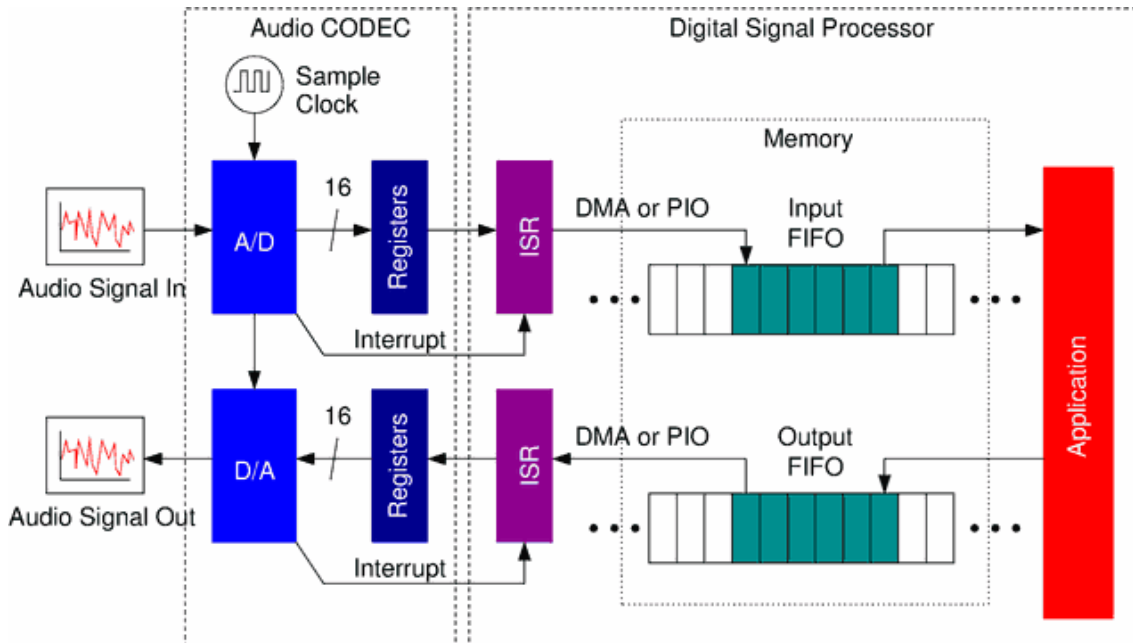 Audio CODEC
Digital Signal Processor
Sample
Clock
Memory
16
DMA or PIO
Input
FIFO
A/D
Registers
ISR
Audio Signal In
Interrupt
Application
16
DMA or PIO
Output
FIFO
D/A
Registers
ISR
Audio Signal Out
Interrupt